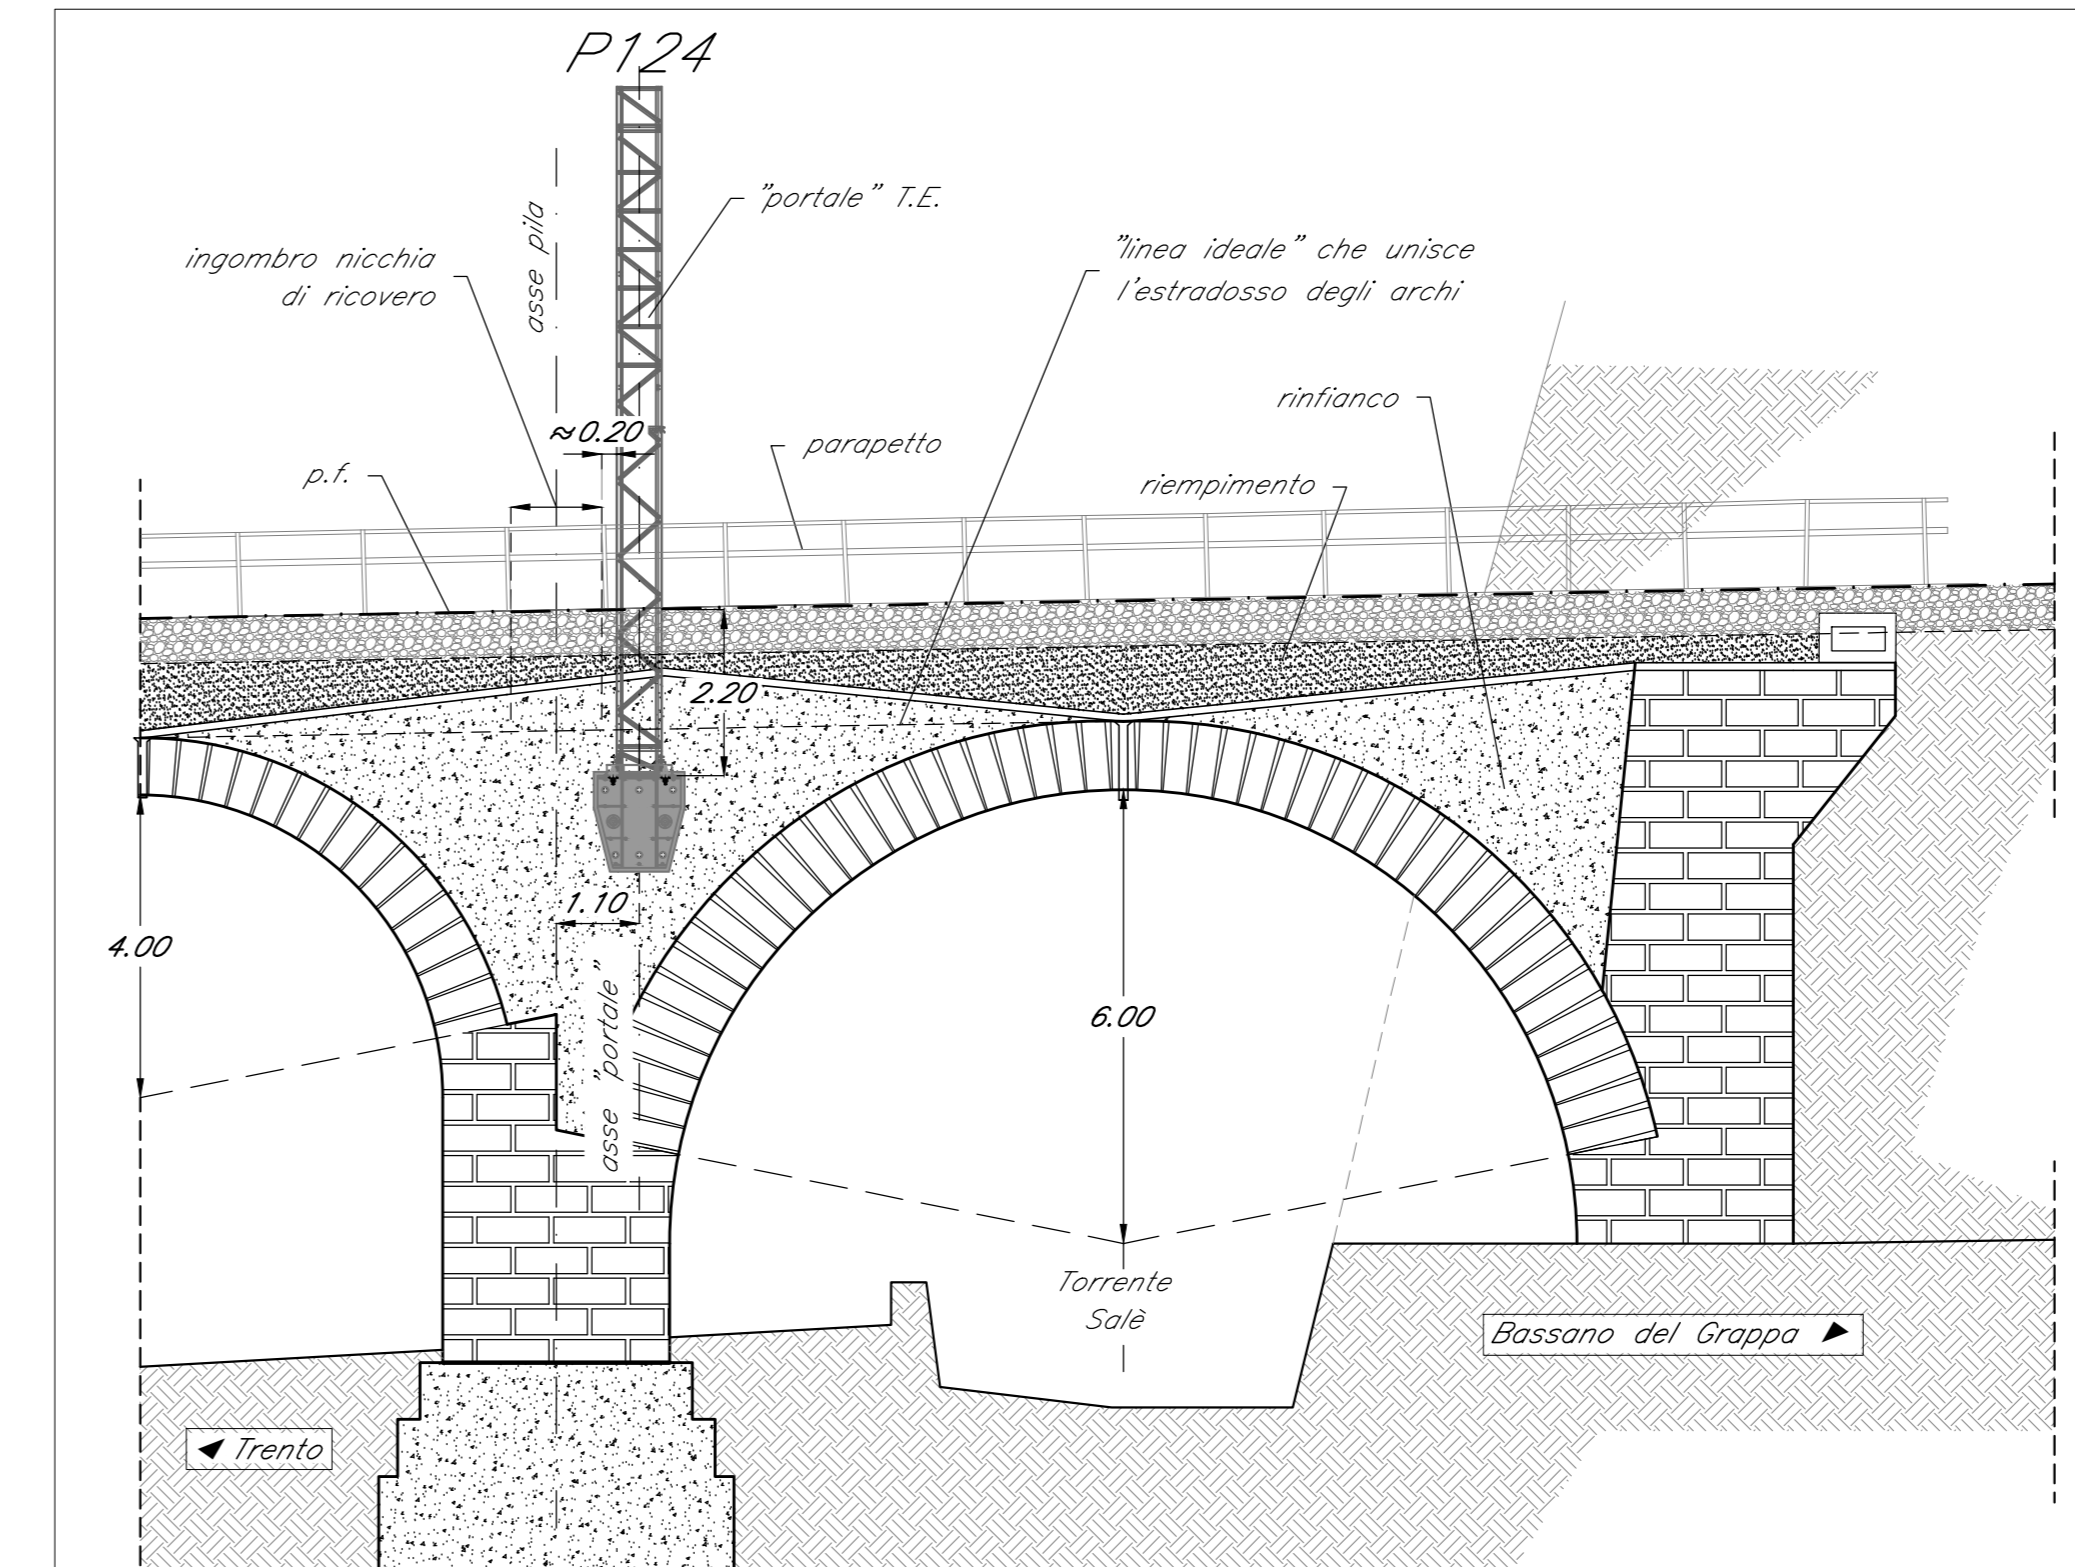 P124
"portale" T.E.
asse pila
ingombro nicchia
di ricovero
"linea ideale" che unisce
l'estradosso degli archi
rinfianco
≈0.20
parapetto
p.f.
riempimento
2.20
1.10
4.00
asse "portale"
6.00
Torrente
Salè
Bassano del Grappa
Trento